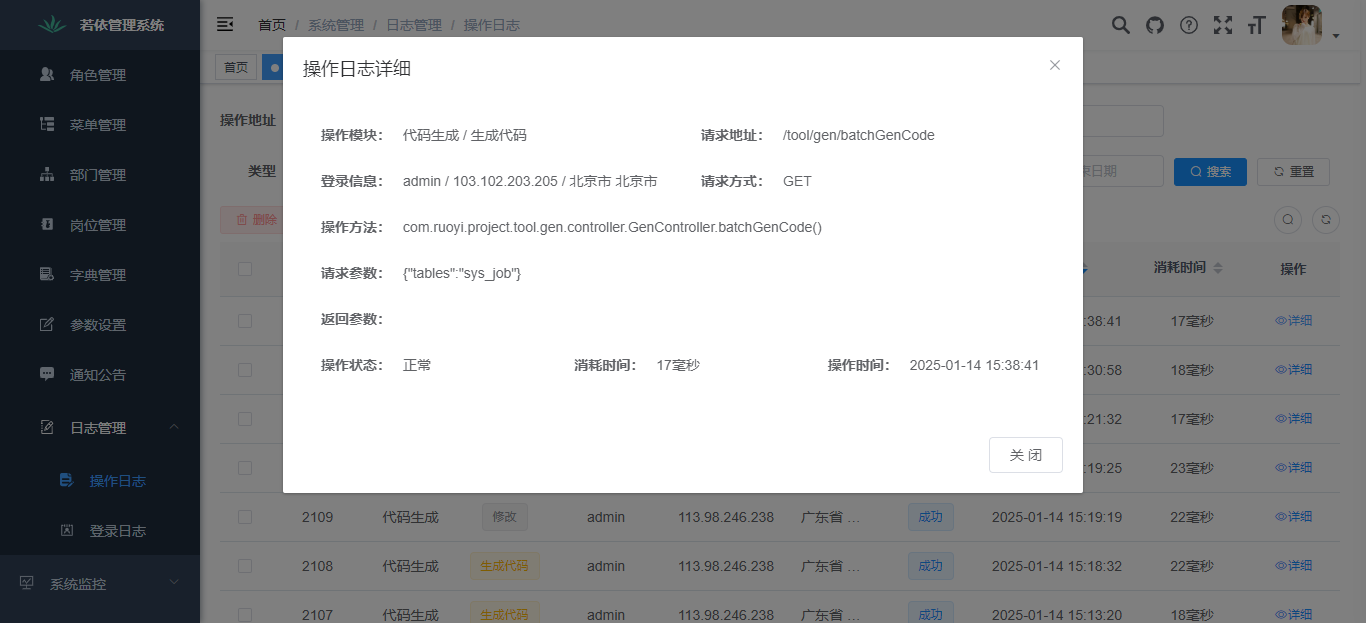 若依管理系统
首页 / 系统管理 / 日志管理 / 操作日志
角色管理
菜单管理
部门管理
岗位管理
字典管理
参数设置
通知公告
日志管理
操作日志
登录日志
系统监控
首页
操作地址
类型
束日期
搜索
重置
删除
消耗时间
操作
操作日志详细
操作模块: 代码生成 / 生成代码
请求地址: /tool/gen/batchGenCode
登录信息: admin / 103.102.203.205 / 北京市 北京市
请求方式: GET
操作方法: com.ruoyi.project.tool.gen.controller.GenController.batchGenCode()
请求参数: {"tables":"sys_job"}
返回参数:
操作状态: 正常
消耗时间: 17毫秒
操作时间: 2025-01-14 15:38:41
关 闭
:38:41 17毫秒 详细
:30:58 18毫秒 详细
:21:32 17毫秒 详细
:19:25 23毫秒 详细
2109 代码生成 修改 admin 113.98.246.238 广东省 ... 成功 2025-01-14 15:19:19 22毫秒 详细
2108 代码生成 生成代码 admin 113.98.246.238 广东省 ... 成功 2025-01-14 15:18:32 22毫秒 详细
2107 代码生成 生成代码 admin 113.98.246.238 广东省 ... 成功 2025-01-14 15:13:20 18毫秒 详细